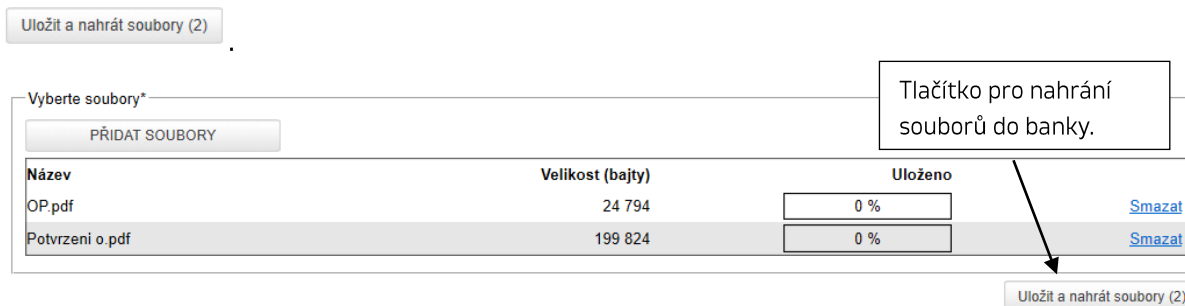 Uložit a nahrát soubory (2)
.
Vyberte soubory*
Tlačítko pro nahrání
souborů do banky.
PŘIDAT SOUBORY
Název Velikost (bajty) Uloženo
OP.pdf 24 794 0 % Smazat
Potvrzeni o.pdf 199 824 0 % Smazat
Uložit a nahrát soubory (2)